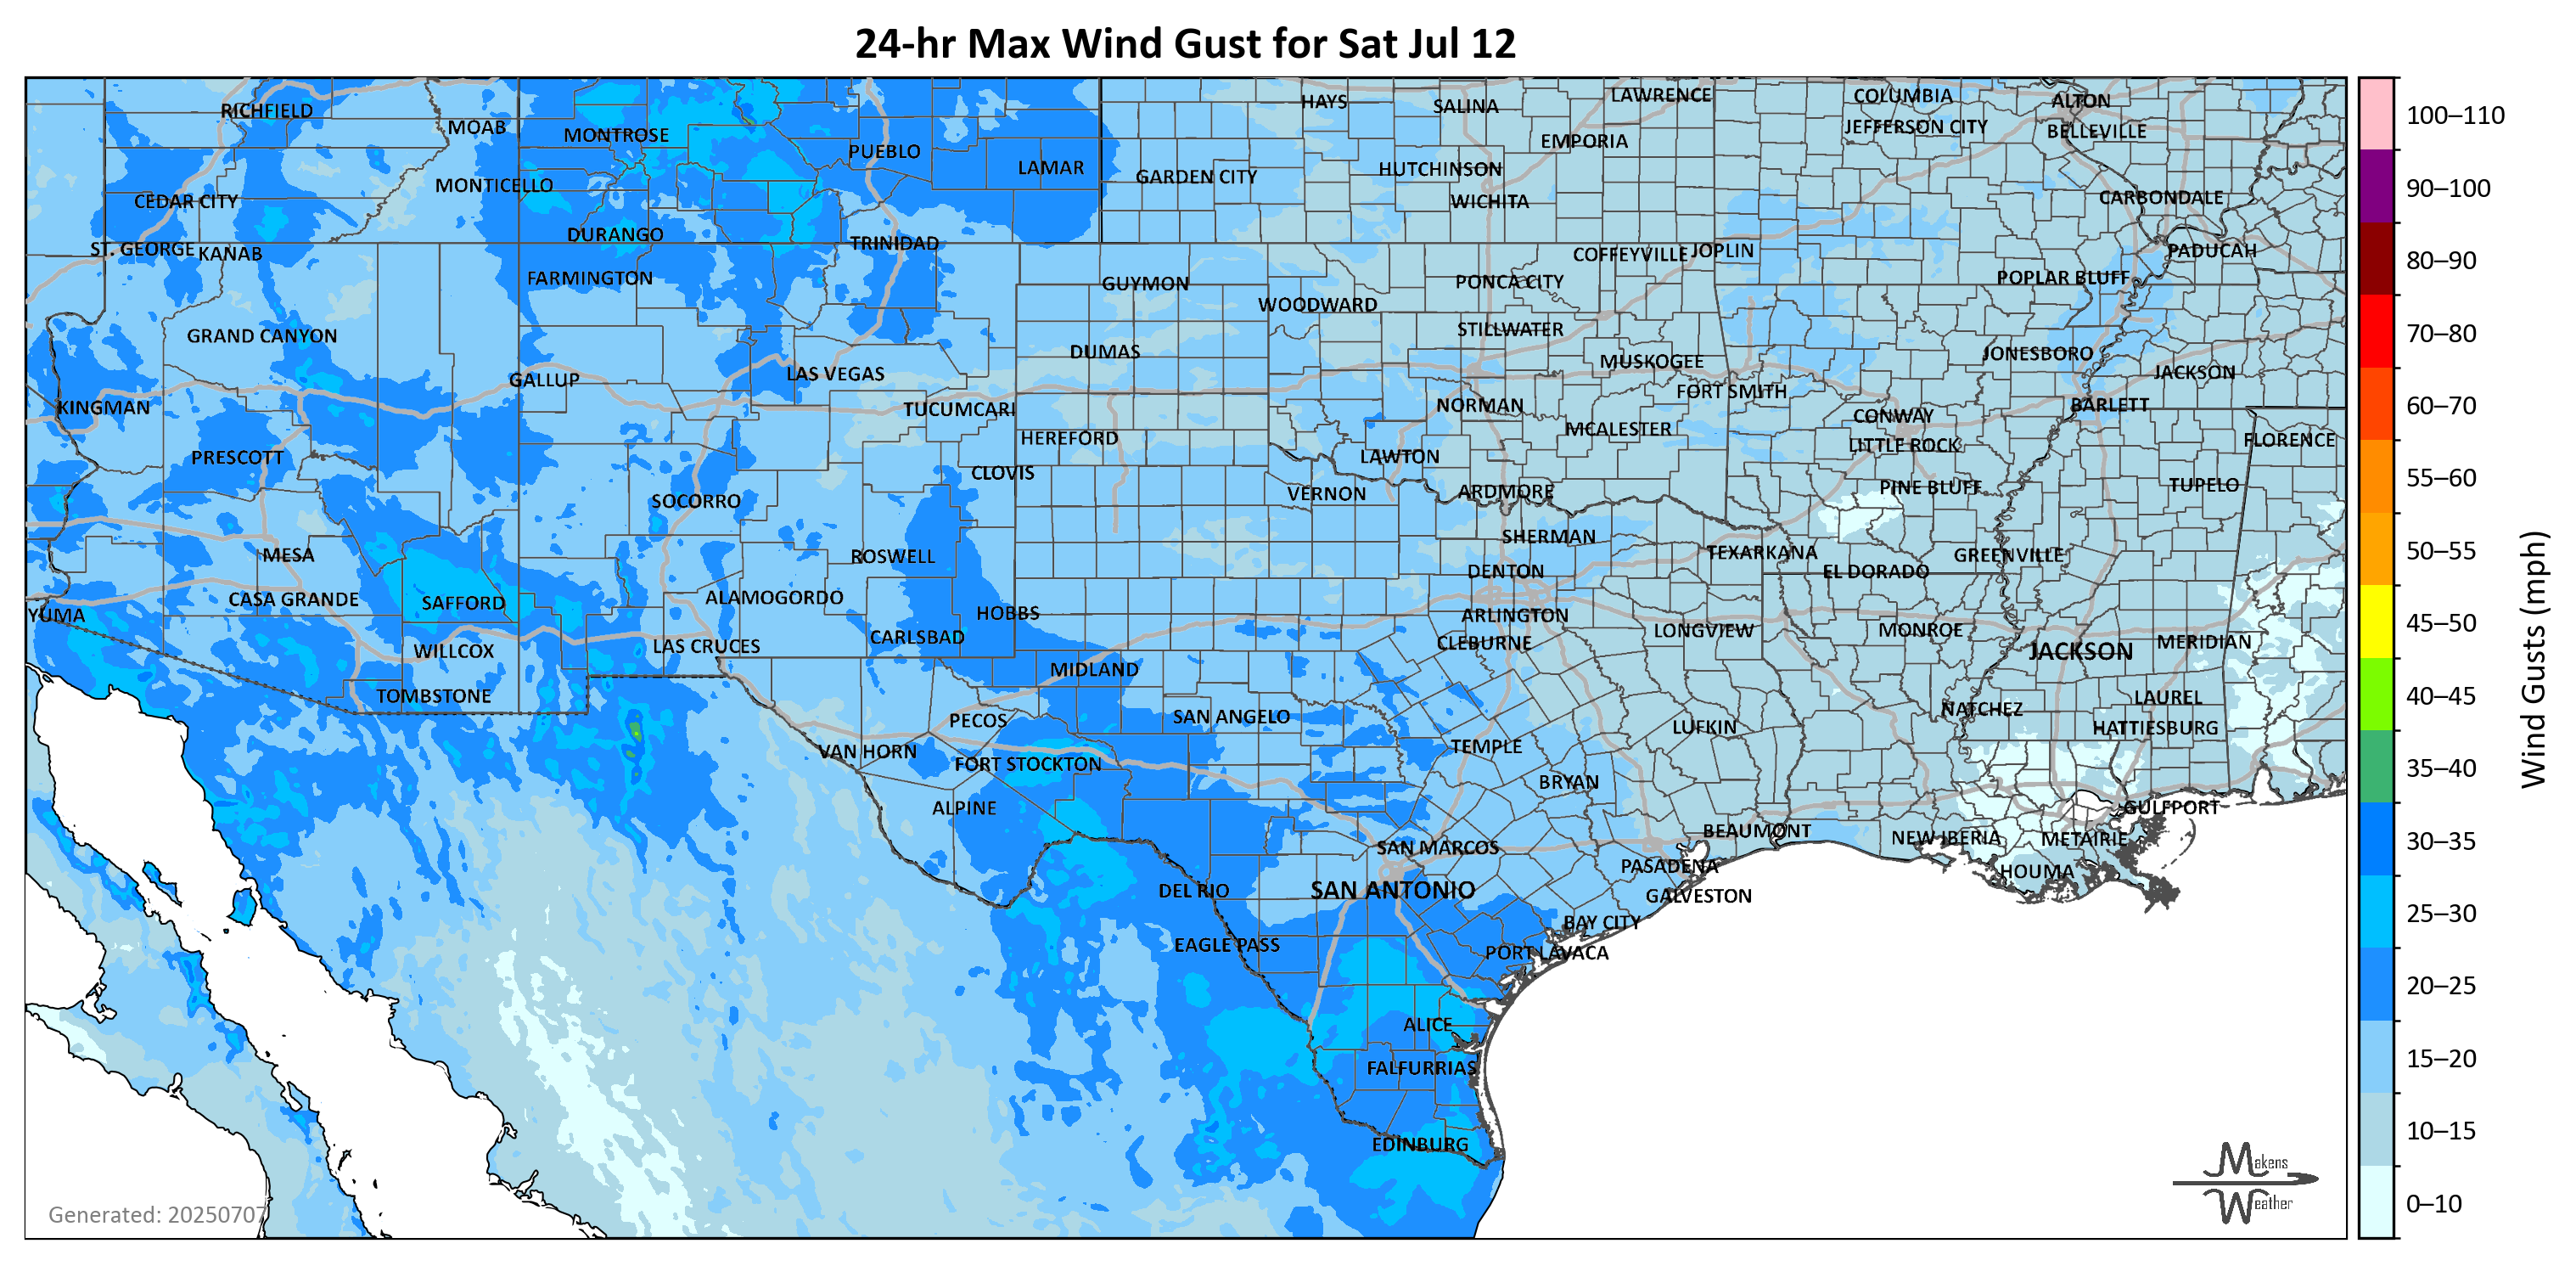 24-hr Max Wind Gust for Sat Jul 12
RICHFIELD
MOAB
MONTROSE
PUEBLO
LAMAR
HAYS
SALINA
LAWRENCE
COLUMBIA
ALTON
EMPORIA
JEFFERSON CITY
BELLEVILLE
MONTICELLO
CEDAR CITY
GARDEN CITY
HUTCHINSON
WICHITA
CARBONDALE
DURANGO
TRINIDAD
ST. GEORGE
KANAB
FARMINGTON
GUYMON
COFFEYVILLE
JOPLIN
PADUCAH
PONCA CITY
POPLAR BLUFF
WOODWARD
GRAND CANYON
STILLWATER
DUMAS
MUSKOGEE
JONESBORO
GALLUP
LAS VEGAS
JACKSON
FORT SMITH
KINGMAN
TUCUMCARI
NORMAN
CONWAY
BARLETT
HEREFORD
MCALESTER
LITTLE ROCK
FLORENCE
PRESCOTT
CLOVIS
LAWTON
SOCORRO
VERNON
ARDMORE
PINE BLUFF
TUPELO
MESA
ROSWELL
SHERMAN
TEXARKANA
GREENVILLE
DENTON
EL DORADO
CASA GRANDE
SAFFORD
ALAMOGORDO
YUMA
HOBBS
ARLINGTON
WILLCOX
LAS CRUCES
CARLSBAD
CLEBURNE
LONGVIEW
MONROE
JACKSON
MERIDIAN
TOMBSTONE
MIDLAND
LAUREL
PECOS
SAN ANGELO
NATCHEZ
VAN HORN
FORT STOCKTON
TEMPLE
LUFKIN
HATTIESBURG
ALPINE
BRYAN
GULFPORT
SAN MARCOS
BEAUMONT
NEW IBERIA
METAIRIE
DEL RIO
SAN ANTONIO
PASADENA
HOUMA
GALVESTON
EAGLE PASS
BAY CITY
PORT LAVACA
ALICE
FALFURRIAS
EDINBURG
Generated: 20250707
Makens
Weather
100–110
90–100
80–90
70–80
60–70
55–60
50–55
45–50
40–45
35–40
30–35
25–30
20–25
15–20
10–15
0–10
Wind Gusts (mph)